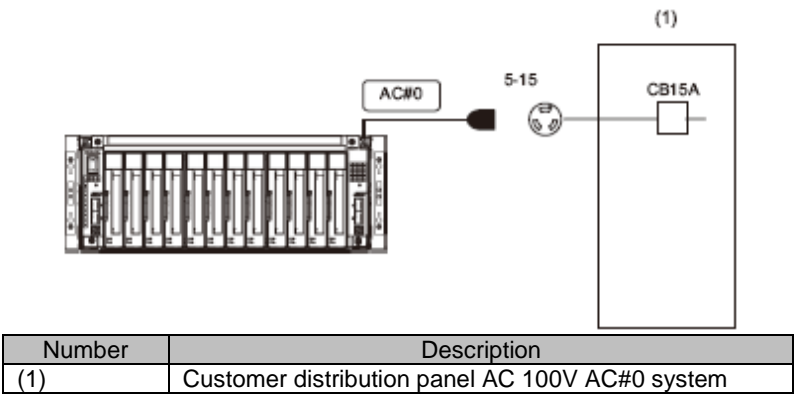 (1)
5-15
CB15A
AC#0
Number Description
(1) Customer distribution panel AC 100V AC#0 system